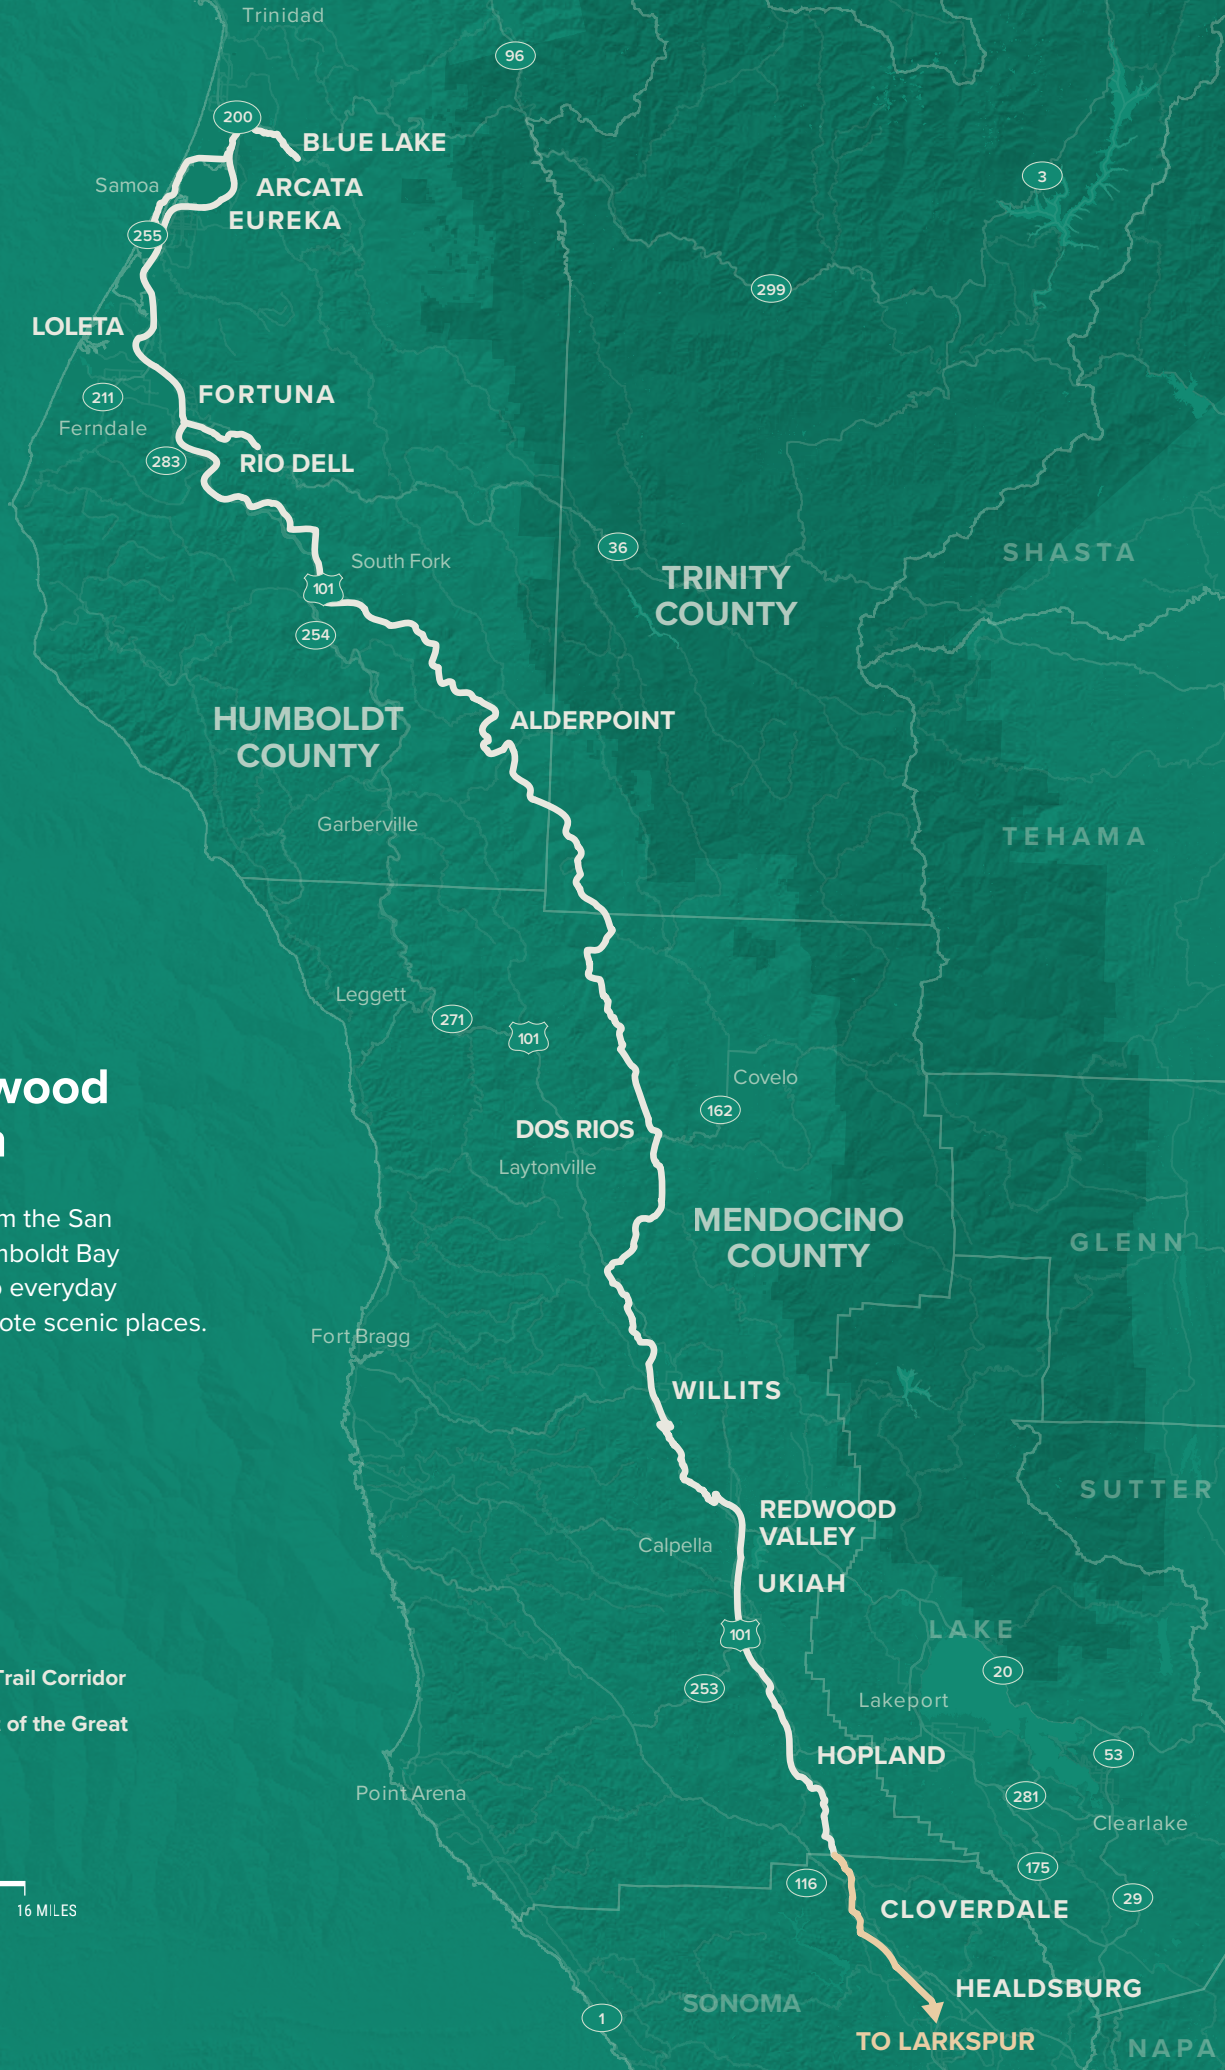 Trinidad
96
200
BLUE LAKE
3
Samoa
ARCATA
EUREKA
255
299
LOLETA
FORTUNA
211
Ferndale
283
RIO DELL
36
SHASTA
South Fork
TRINITY
COUNTY
101
254
HUMBOLDT
COUNTY
ALDERPOINT
Garberville
TEHAMA
Leggett
271
101
Covelo
162
wood
DOS RIOS
Laytonville
m the San
mboldt Bay
everyday
ote scenic places.
MENDOCINO
COUNTY
GLENN
Fort Bragg
WILLITS
SUTTER
REDWOOD
VALLEY
Calpella
UKIAH
LAKE
101
20
Trail Corridor
253
Lakeport
of the Great
HOPLAND
53
Point Arena
281
Clearlake
175
116
29
16 MILES
CLOVERDALE
HEALDSBURG
SONOMA
1
TO LARKSPUR
NAPA